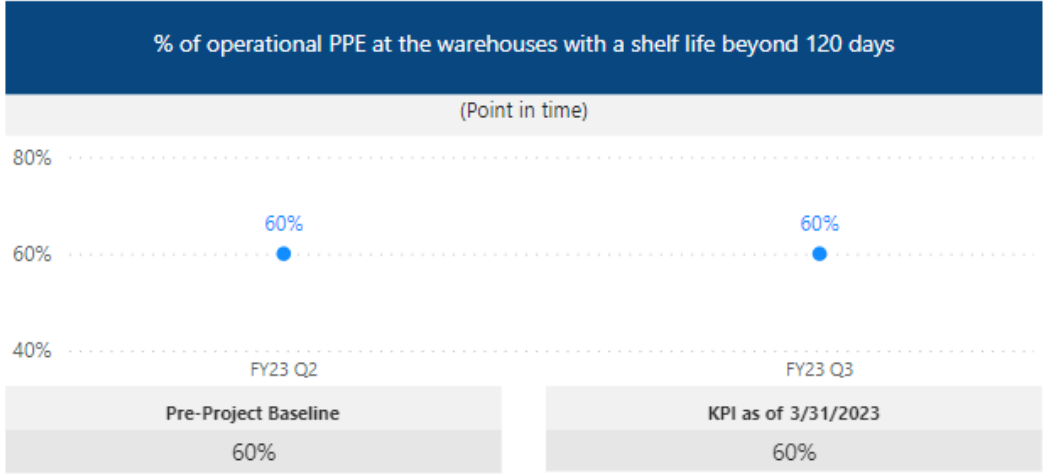 % of operational PPE at the warehouses with a shelf life beyond 120 days
(Point in time)
80%
60% 60%
60%
40%
FY23 Q2 FY23 Q3
Pre-Project Baseline KPI as of 3/31/2023
60% 60%